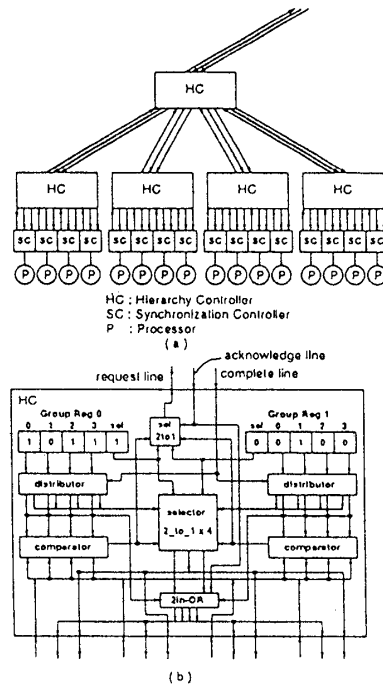 HC
HC HC HC HC
SC SC SC SC SC SC SC SC SC SC SC SC SC SC SC SC
P P P P P P P P P P P P P P P P
HC : Hierarchy Controller
SC : Synchronization Controller
P : Processor
( a )
acknowledge line
request line complete line
HC
Group Reg 0 Group Reg 1
0 1 2 3 sel sel 0 1 2 3
1 0 1 1 1 0 0 1 0 0
sel
2to1
distributor distributor
selector
2_to_1 x 4
comparator comparator
2in-OR
( b )